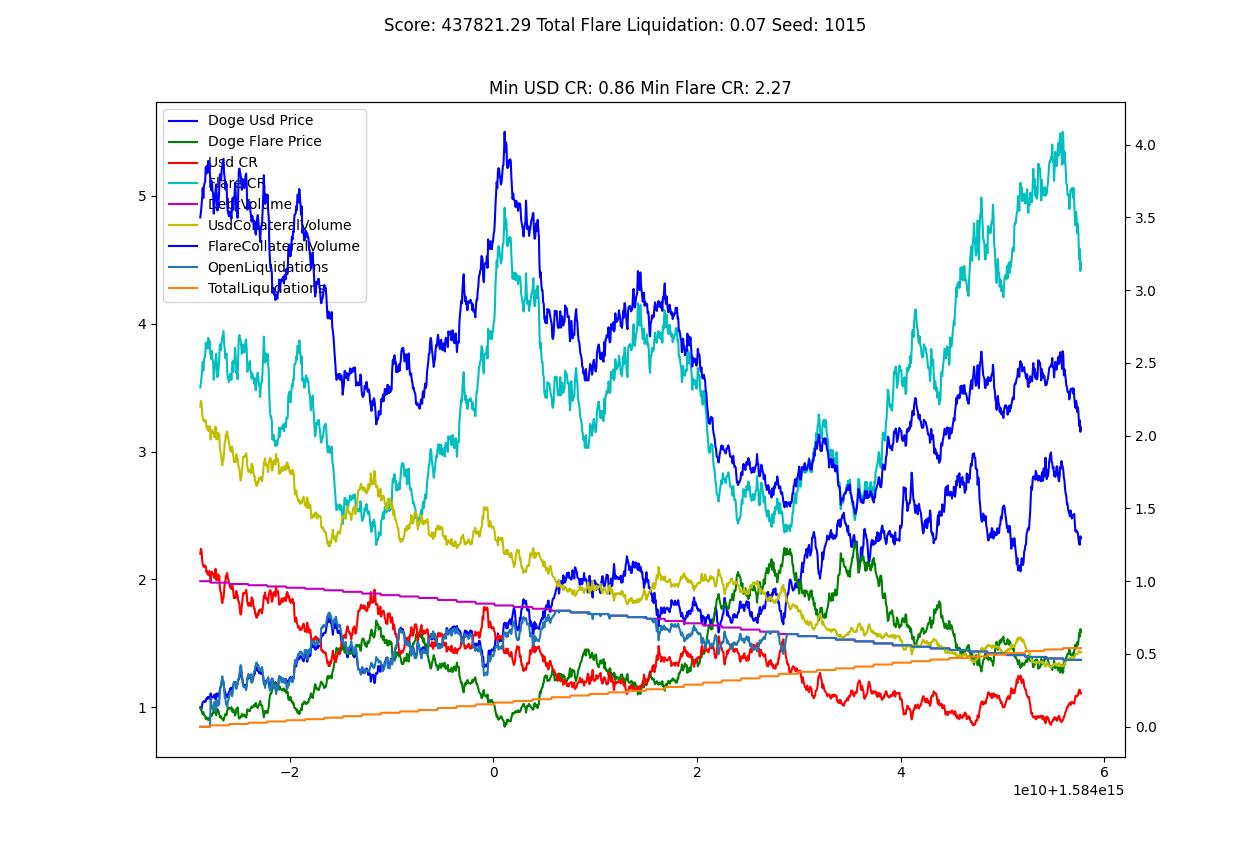 Score: 437821.29 Total Flare Liquidation: 0.07 Seed: 1015
Min USD CR: 0.86 Min Flare CR: 2.27
Doge Usd Price
Doge Flare Price
Usd CR
Flare CR
DebtVolume
UsdCollateralVolume
FlareCollateralVolume
OpenLiquidations
TotalLiquidations
5
4
3
2
1
4.0
3.5
3.0
2.5
2.0
1.5
1.0
0.5
0.0
−2
0
2
4
6
1e10+1.584e15